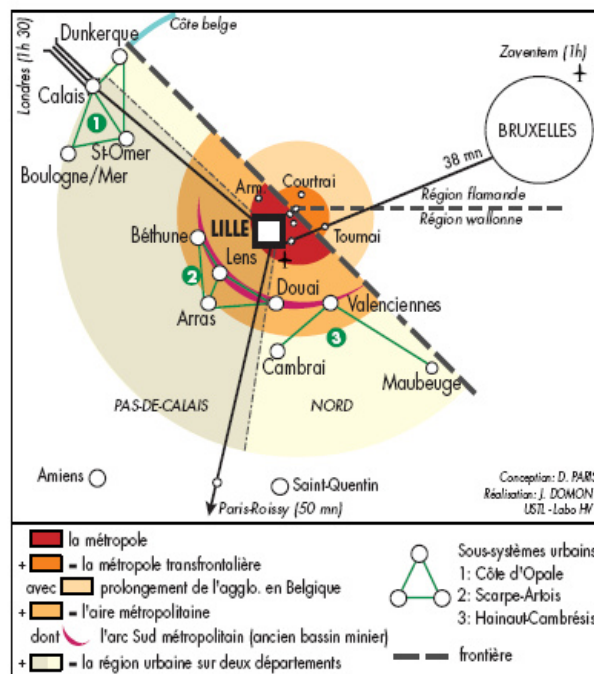 Côte belge
Dunkerque
Zaventem (1h)
Londres (1h 30)
Calais
BRUXELLES
1
St-Omer
38 mn
Boulogne/Mer
Arm.
Courtrai
Région flamande
Région wallonne
LILLE
Tournai
Béthune
Lens
2
Douai
Valenciennes
Arras
3
Cambrai
Maubeuge
PAS-DE-CALAIS
NORD
Amiens
Saint-Quentin
Paris-Roissy (50 mn)
Conception: D. PARIS
Réalisation: J. DOMONT
USTL - Labo HV
la métropole
+ = la métropole transfrontalière
avec prolongement de l'agglo. en Belgique
+ = l'aire métropolitaine
dont l'arc Sud métropolitain (ancien bassin minier)
+ = la région urbaine sur deux départements
Sous-systèmes urbains
1: Côte d'Opale
2: Scarpe-Artois
3: Hainaut-Cambrésis
frontière